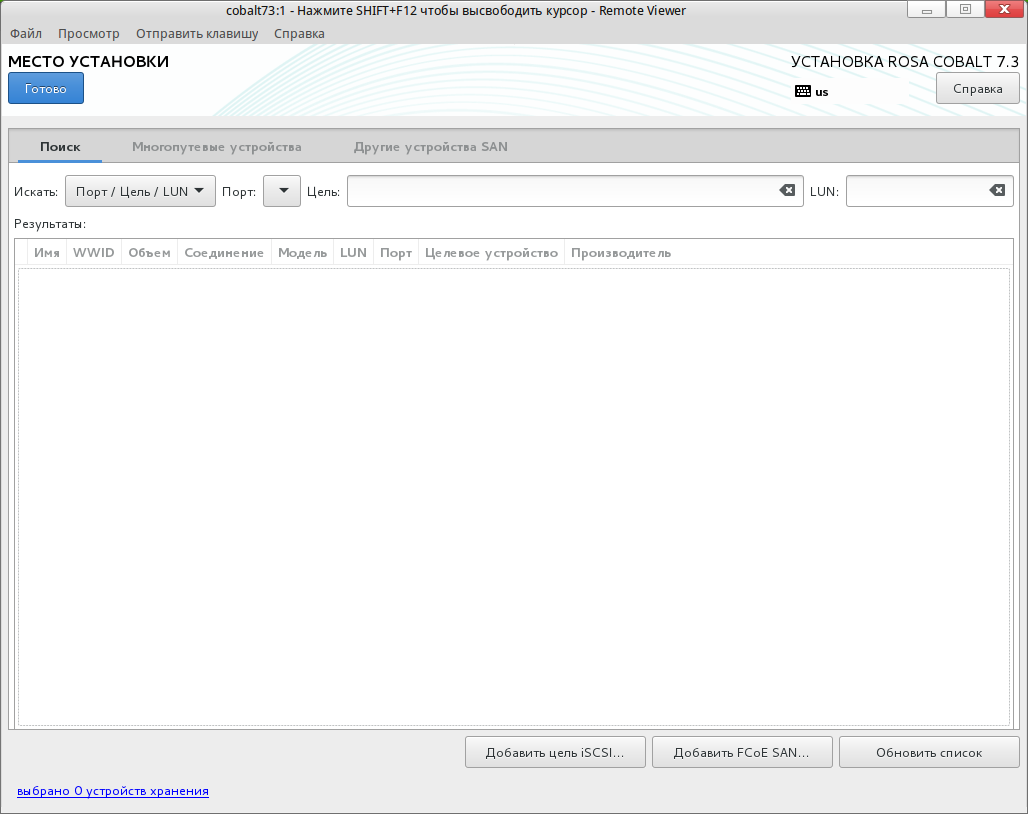 cobalt73:1 - Нажмите SHIFT+F12 чтобы высвободить курсор - Remote Viewer
Файл Просмотр Отправить клавишу Справка
МЕСТО УСТАНОВКИ
УСТАНОВКА ROSA COBALT 7.3
Готово
us
Справка
Поиск Многопутевые устройства Другие устройства SAN
Искать: Порт / Цель / LUN Порт: Цель: LUN:
Результаты:
Имя WWID Объем Соединение Модель LUN Порт Целевое устройство Производитель
Добавить цель iSCSI... Добавить FCoE SAN... Обновить список
выбрано 0 устройств хранения